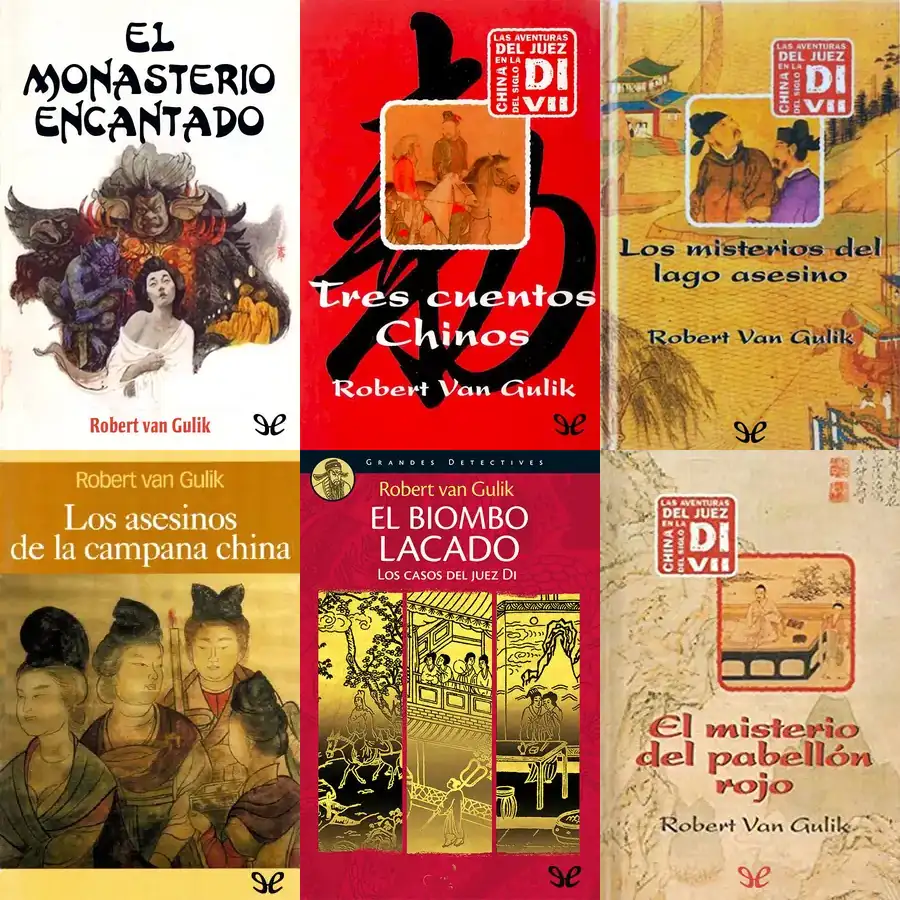 EL
MONASTERIO
ENCANTADO
Robert van Gulik
LAS AVENTURAS
DEL JUEZ
EN LA
CHINA
DEL SIGLO
DI
VII
Tres cuentos
Chinos
Robert Van Gulik
LAS AVENTURAS
DEL JUEZ
EN LA
CHINA
DEL SIGLO
DI
VII
Los misterios del
lago asesino
Robert Van Gulik
Robert van Gulik
Los asesinos
de la campana china
GRANDES DETECTIVES
Robert van Gulik
EL BIOMBO
LACADO
LOS CASOS DEL JUEZ DI
LAS AVENTURAS
DEL JUEZ
EN LA
CHINA
DEL SIGLO
DI
VII
El misterio
del pabellón
rojo
Robert Van Gulik